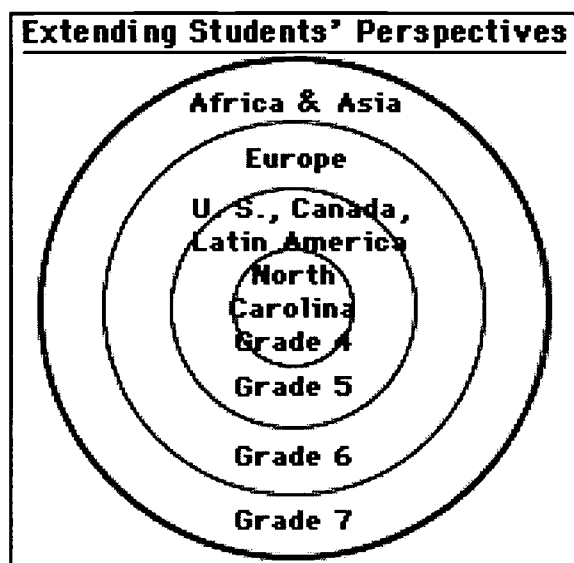 Extending Students' Perspectives
Africa & Asia
Europe
U. S., Canada,
Latin America
North
Carolina
Grade 4
Grade 5
Grade 6
Grade 7